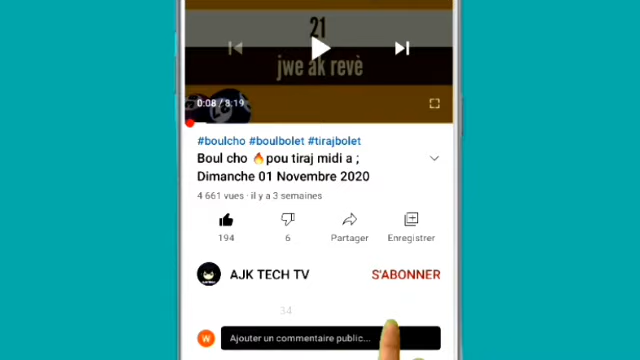 21
jwe ak revè
0:08 / 8:19
#boulcho #boulbolet #tirajbolet
Boul cho 🔥pou tiraj midi a ;
Dimanche 01 Novembre 2020
4 661 vues · il y a 3 semaines
194 6 Partager Enregistrer
AJK TECH TV S'ABONNER
34
W Ajouter un commentaire public...